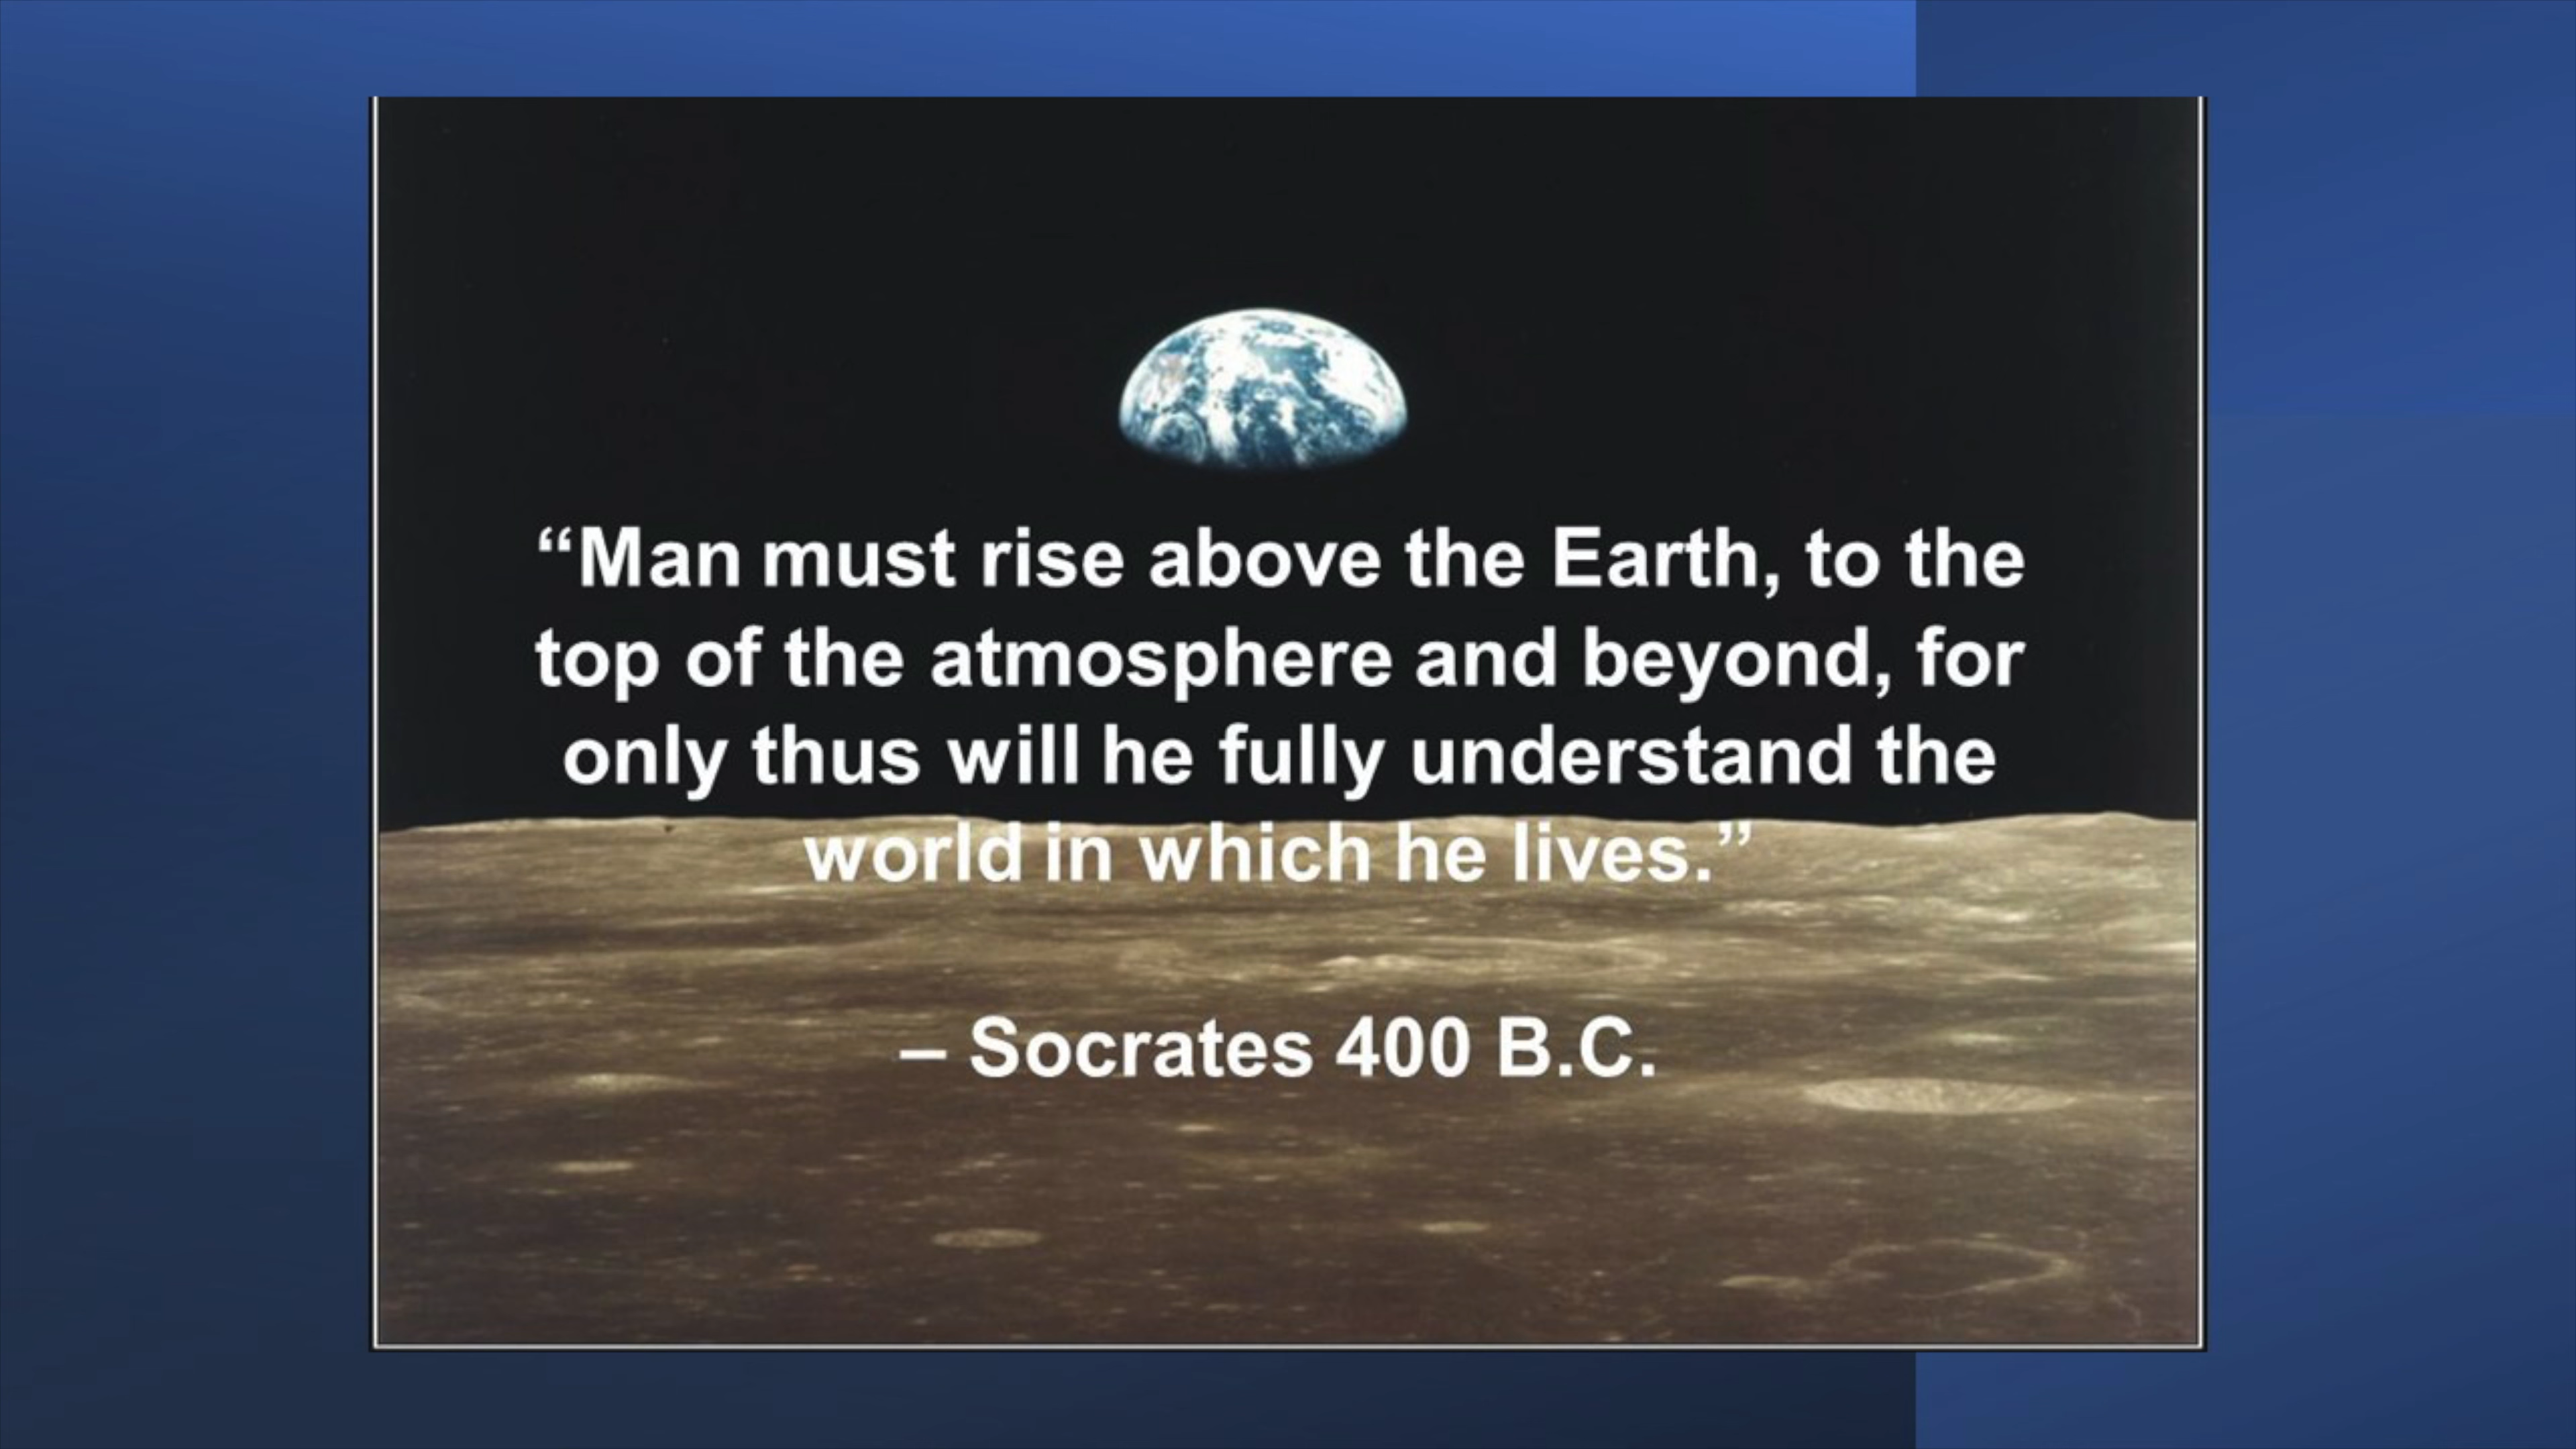 “Man must rise above the Earth, to the
top of the atmosphere and beyond, for
only thus will he fully understand the
world in which he lives.”
– Socrates 400 B.C.